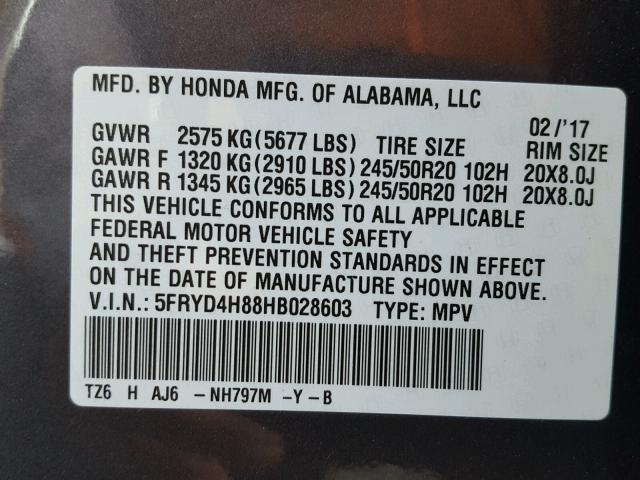 MFD. BY HONDA MFG. OF ALABAMA, LLC
02/'17
GVWR 2575 KG(5677 LBS) TIRE SIZE RIM SIZE
GAWR F 1320 KG(2910 LBS) 245/50R20 102H 20X8.0J
GAWR R 1345 KG(2965 LBS) 245/50R20 102H 20X8.0J
THIS VEHICLE CONFORMS TO ALL APPLICABLE
FEDERAL MOTOR VEHICLE SAFETY
AND THEFT PREVENTION STANDARDS IN EFFECT
ON THE DATE OF MANUFACTURE SHOWN ABOVE.
V.I.N.: 5FRYD4H88HB028603 TYPE: MPV
TZ6 H AJ6 -NH797M -Y-B